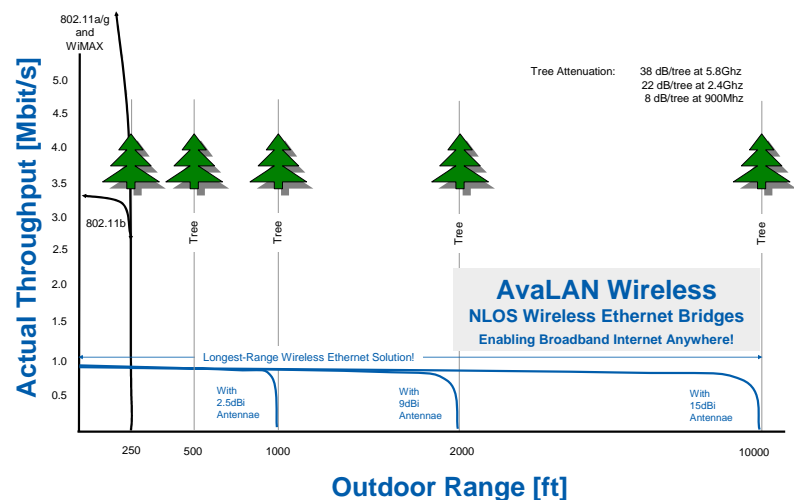 802.11a/g
and
WiMAX
Actual Throughput [Mbit/s]
5.0
4.5
4.0
3.5
3.0
2.5
2.0
1.5
1.0
0.5
Tree Attenuation: 38 dB/tree at 5.8Ghz
22 dB/tree at 2.4Ghz
8 dB/tree at 900Mhz
802.11b
Tree
Tree
Tree
Tree
AvaLAN Wireless
NLOS Wireless Ethernet Bridges
Enabling Broadband Internet Anywhere!
Longest-Range Wireless Ethernet Solution!
With
2.5dBi
Antennae
With
9dBi
Antennae
With
15dBi
Antennae
250
500
1000
2000
10000
Outdoor Range [ft]